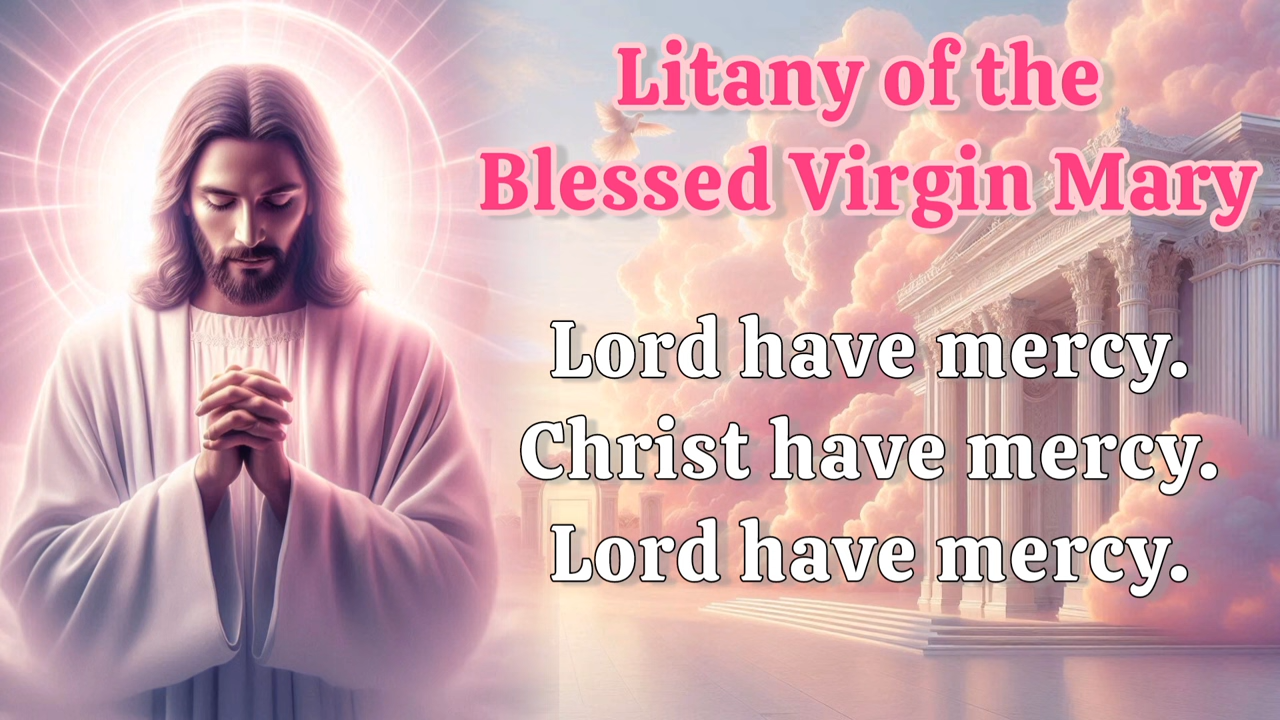 Litany of the
Blessed Virgin Mary
Lord have mercy.
Christ have mercy.
Lord have mercy.